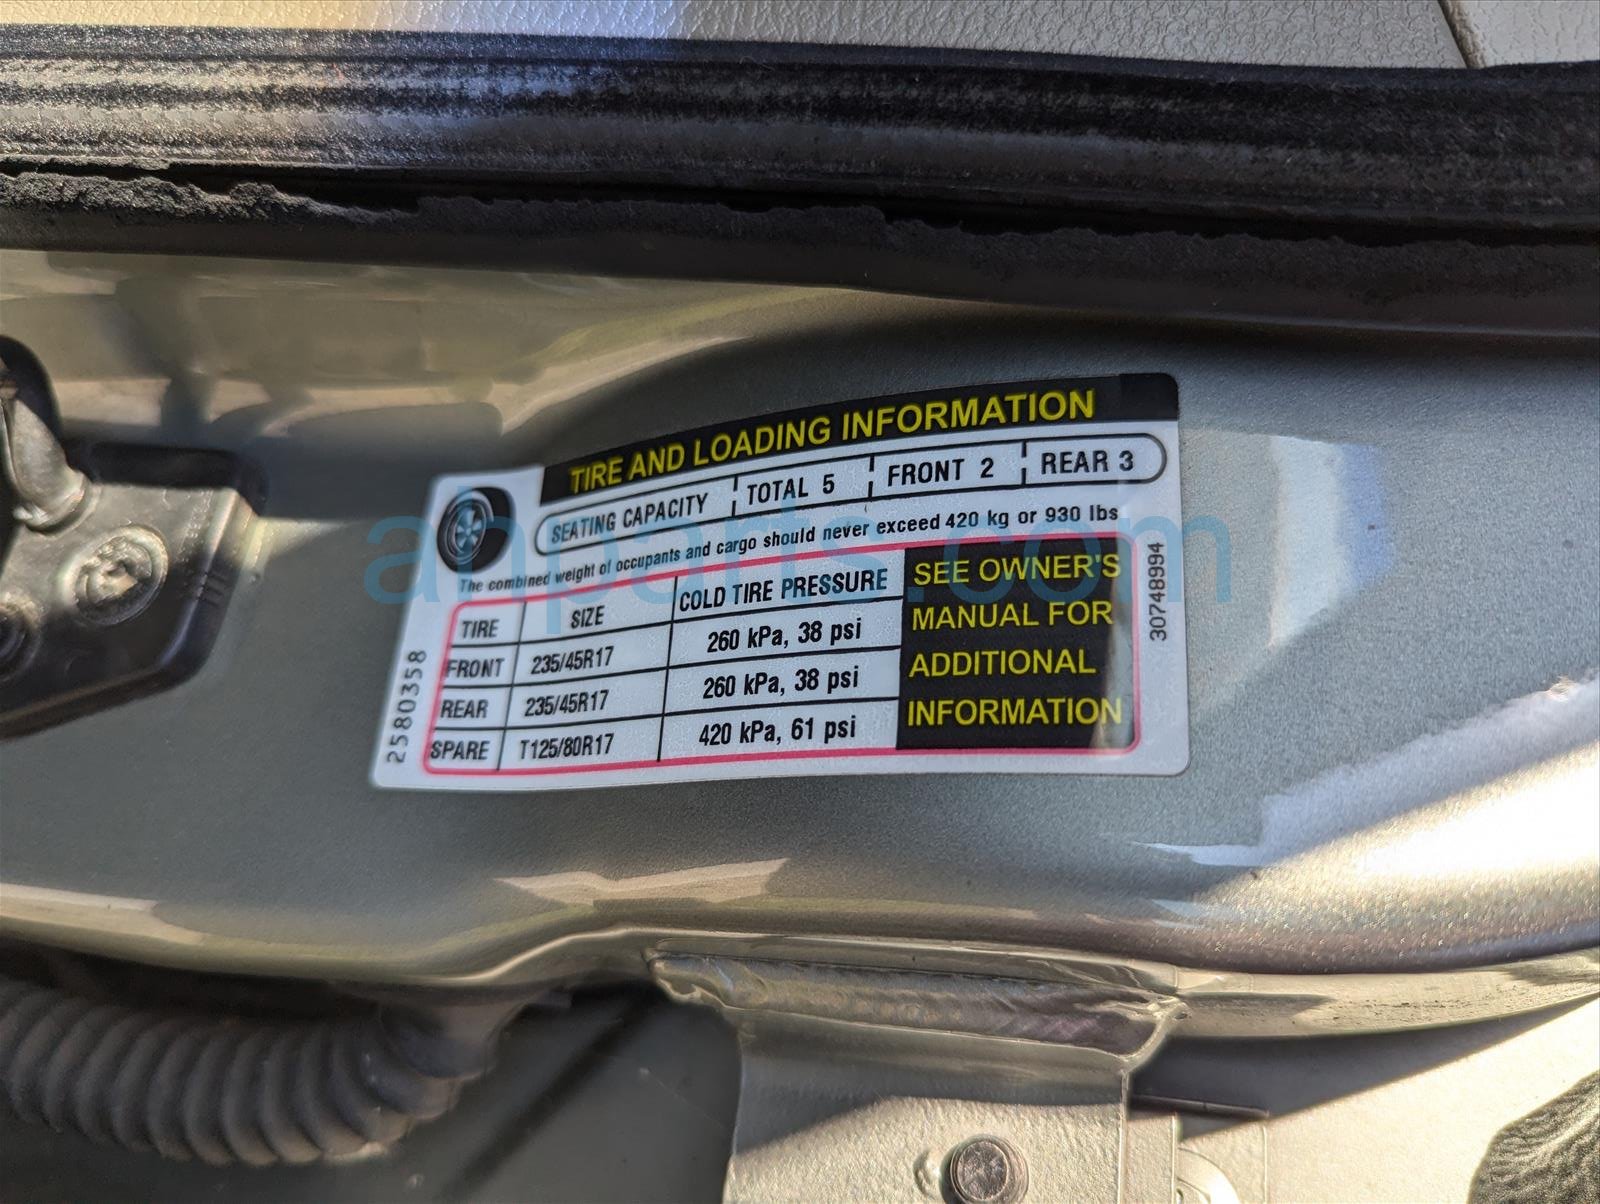 TIRE AND LOADING INFORMATION
SEATING CAPACITY TOTAL 5 FRONT 2 REAR 3
The combined weight of occupants and cargo should never exceed 420 kg or 930 lbs
TIRE SIZE COLD TIRE PRESSURE
FRONT 235/45R17 260 kPa, 38 psi
REAR 235/45R17 260 kPa, 38 psi
SPARE T125/80R17 420 kPa, 61 psi
SEE OWNER'S
MANUAL FOR
ADDITIONAL
INFORMATION
2580358
30748994
ahparts.com